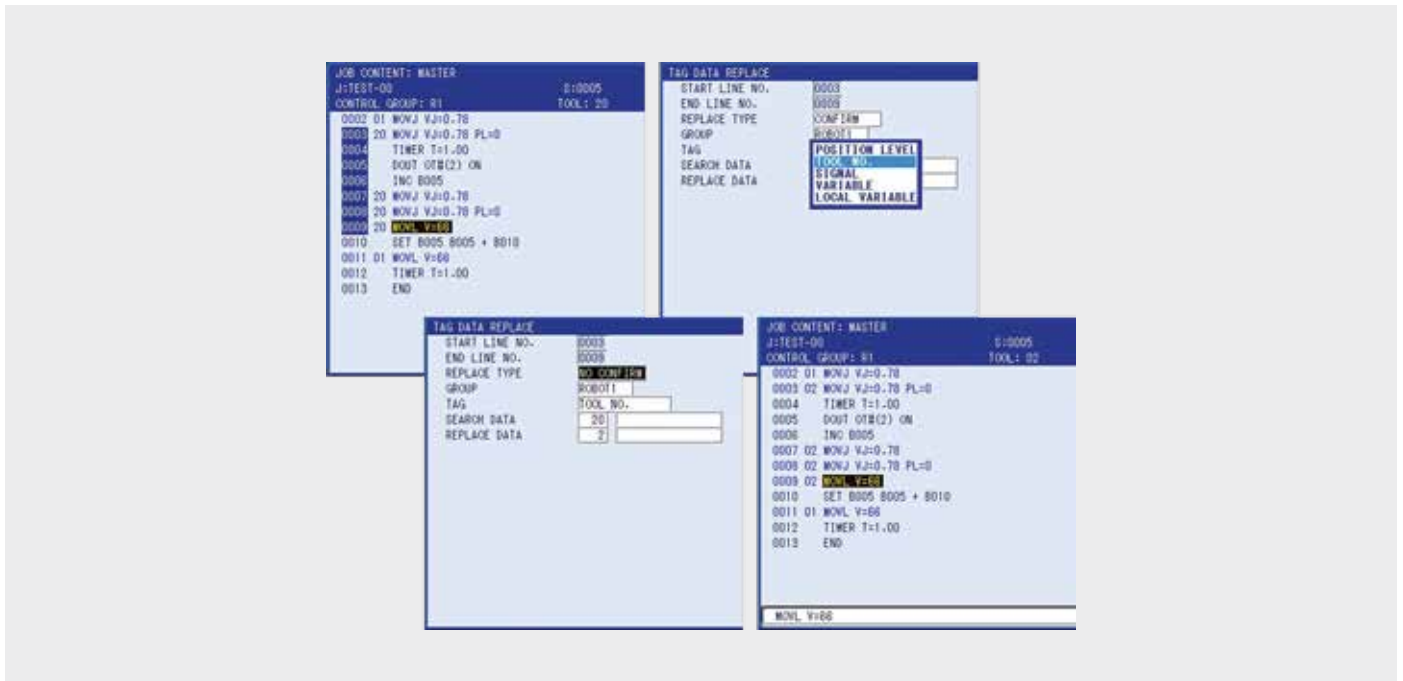 JOB CONTENT: MASTER
J:TEST-00 S:0005
CONTROL GROUP: R1 TOOL: 20
0002 01 MOVJ VJ=0.78
0003 20 MOVJ VJ=0.78 PL=0
0004 TIMER T=1.00
0005 DOUT OT#(2) ON
0006 INC B005
0007 20 MOVJ VJ=0.78
0008 20 MOVJ VJ=0.78 PL=0
0009 20 MOVL V=66
0010 SET B005 B005 + B010
0011 01 MOVL V=66
0012 TIMER T=1.00
0013 END
TAG DATA REPLACE
START LINE NO. 0003
END LINE NO. 0009
REPLACE TYPE CONFIRM
GROUP ROBOT1
TAG
SEARCH DATA
REPLACE DATA
POSITION LEVEL
TOOL NO.
SIGNAL
VARIABLE
LOCAL VARIABLE
TAG DATA REPLACE
START LINE NO. 0003
END LINE NO. 0009
REPLACE TYPE NO CONFIRM
GROUP ROBOT1
TAG TOOL NO.
SEARCH DATA 20
REPLACE DATA 2
JOB CONTENT: MASTER
J:TEST-00 S:0005
CONTROL GROUP: R1 TOOL: 02
0002 01 MOVJ VJ=0.78
0003 02 MOVJ VJ=0.78 PL=0
0004 TIMER T=1.00
0005 DOUT OT#(2) ON
0006 INC B005
0007 02 MOVJ VJ=0.78
0008 02 MOVJ VJ=0.78 PL=0
0009 02 MOVL V=66
0010 SET B005 B005 + B010
0011 01 MOVL V=66
0012 TIMER T=1.00
0013 END
MOVL V=66